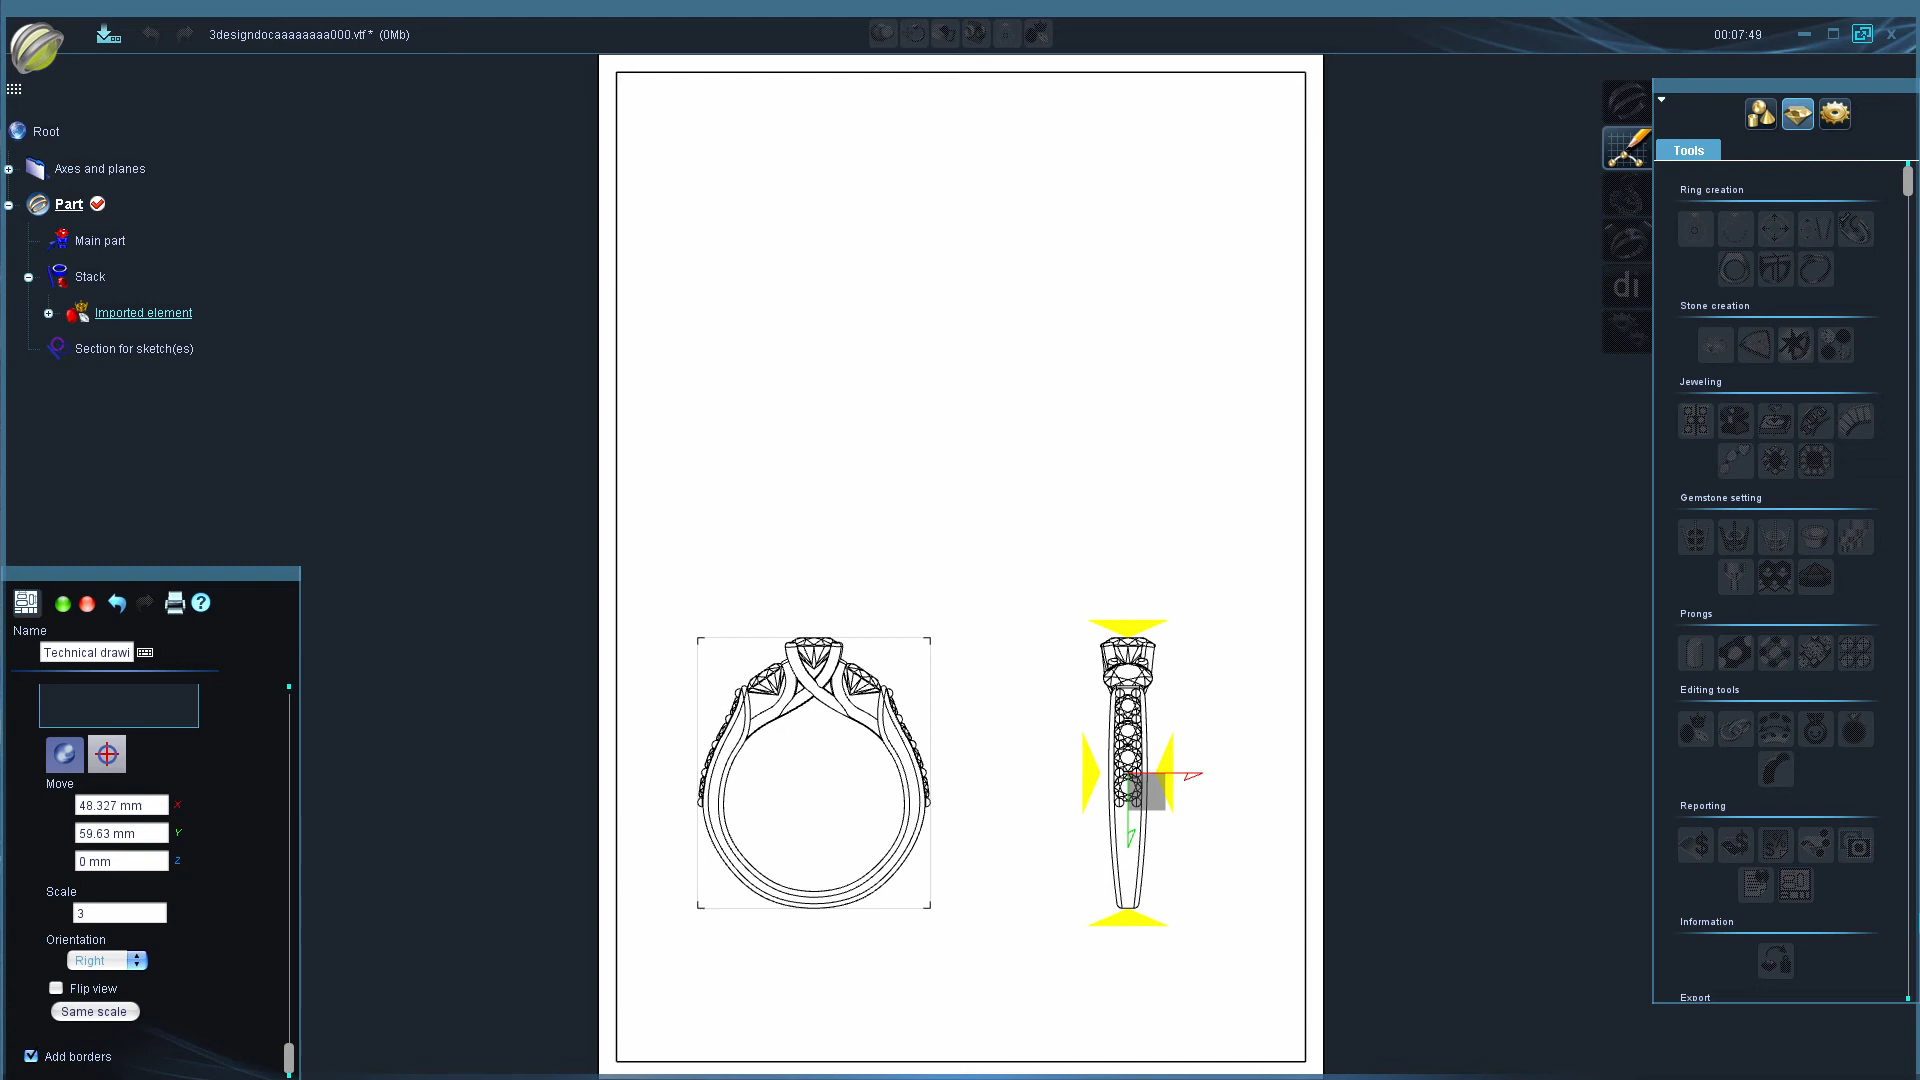 3designdocaaaaaaaa000.vtf * (0Mb)
00:07:49
Root
Axes and planes
Part
Main part
Stack
Imported element
Section for sketch(es)
Name
Technical drawi
Move
48.327 mm X
59.63 mm Y
0 mm Z
Scale
3
Orientation
Right
Flip view
Same scale
Add borders
Tools
Ring creation
Stone creation
Jeweling
Gemstone setting
Prongs
Editing tools
Reporting
Information
Export